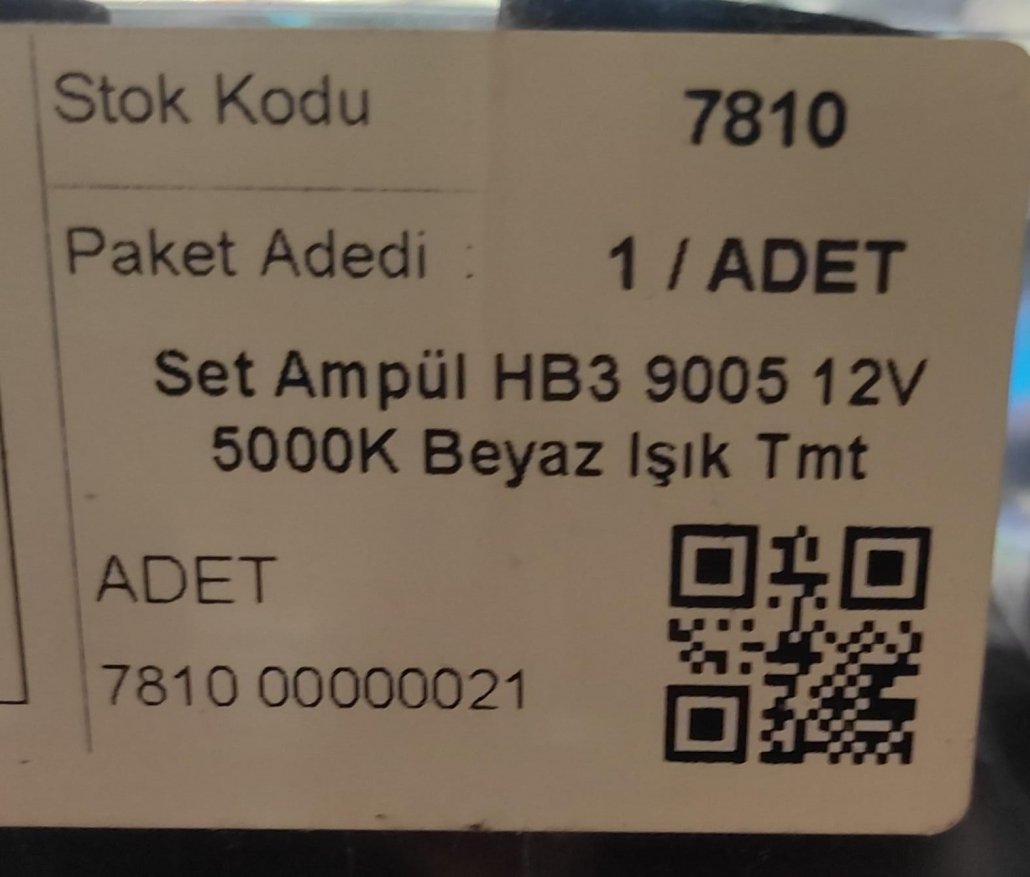 Stok Kodu 7810
Paket Adedi : 1 / ADET
Set Ampül HB3 9005 12V
5000K Beyaz Işık Tmt
ADET
7810 00000021